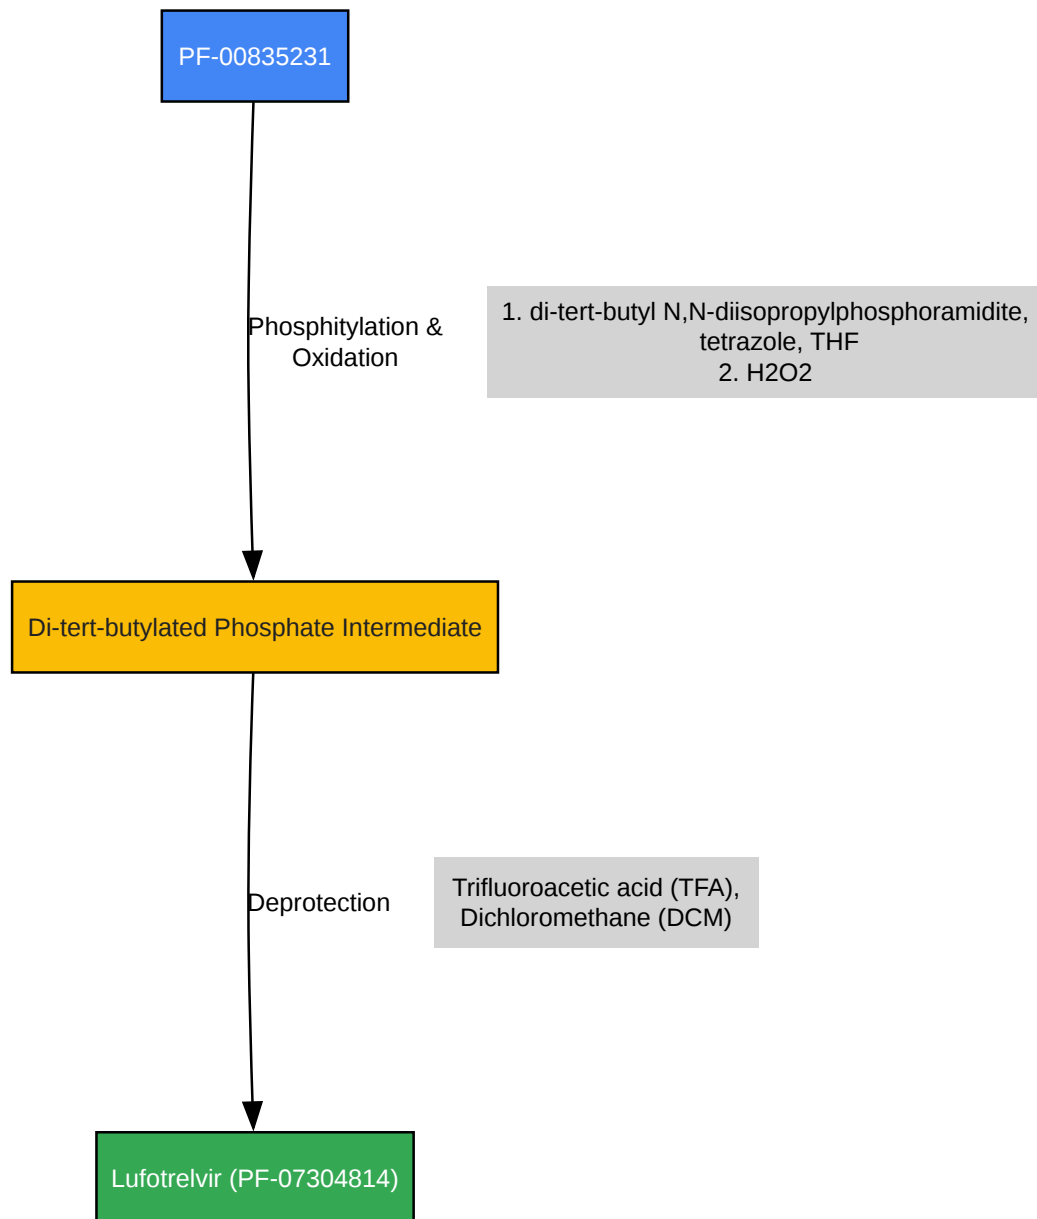 PF-00835231
Phosphitylation &
Oxidation
1. di-tert-butyl N,N-diisopropylphosphoramidite,
tetrazole, THF
2. H2O2
Di-tert-butylated Phosphate Intermediate
Deprotection
Trifluoroacetic acid (TFA),
Dichloromethane (DCM)
Lufotrelvir (PF-07304814)